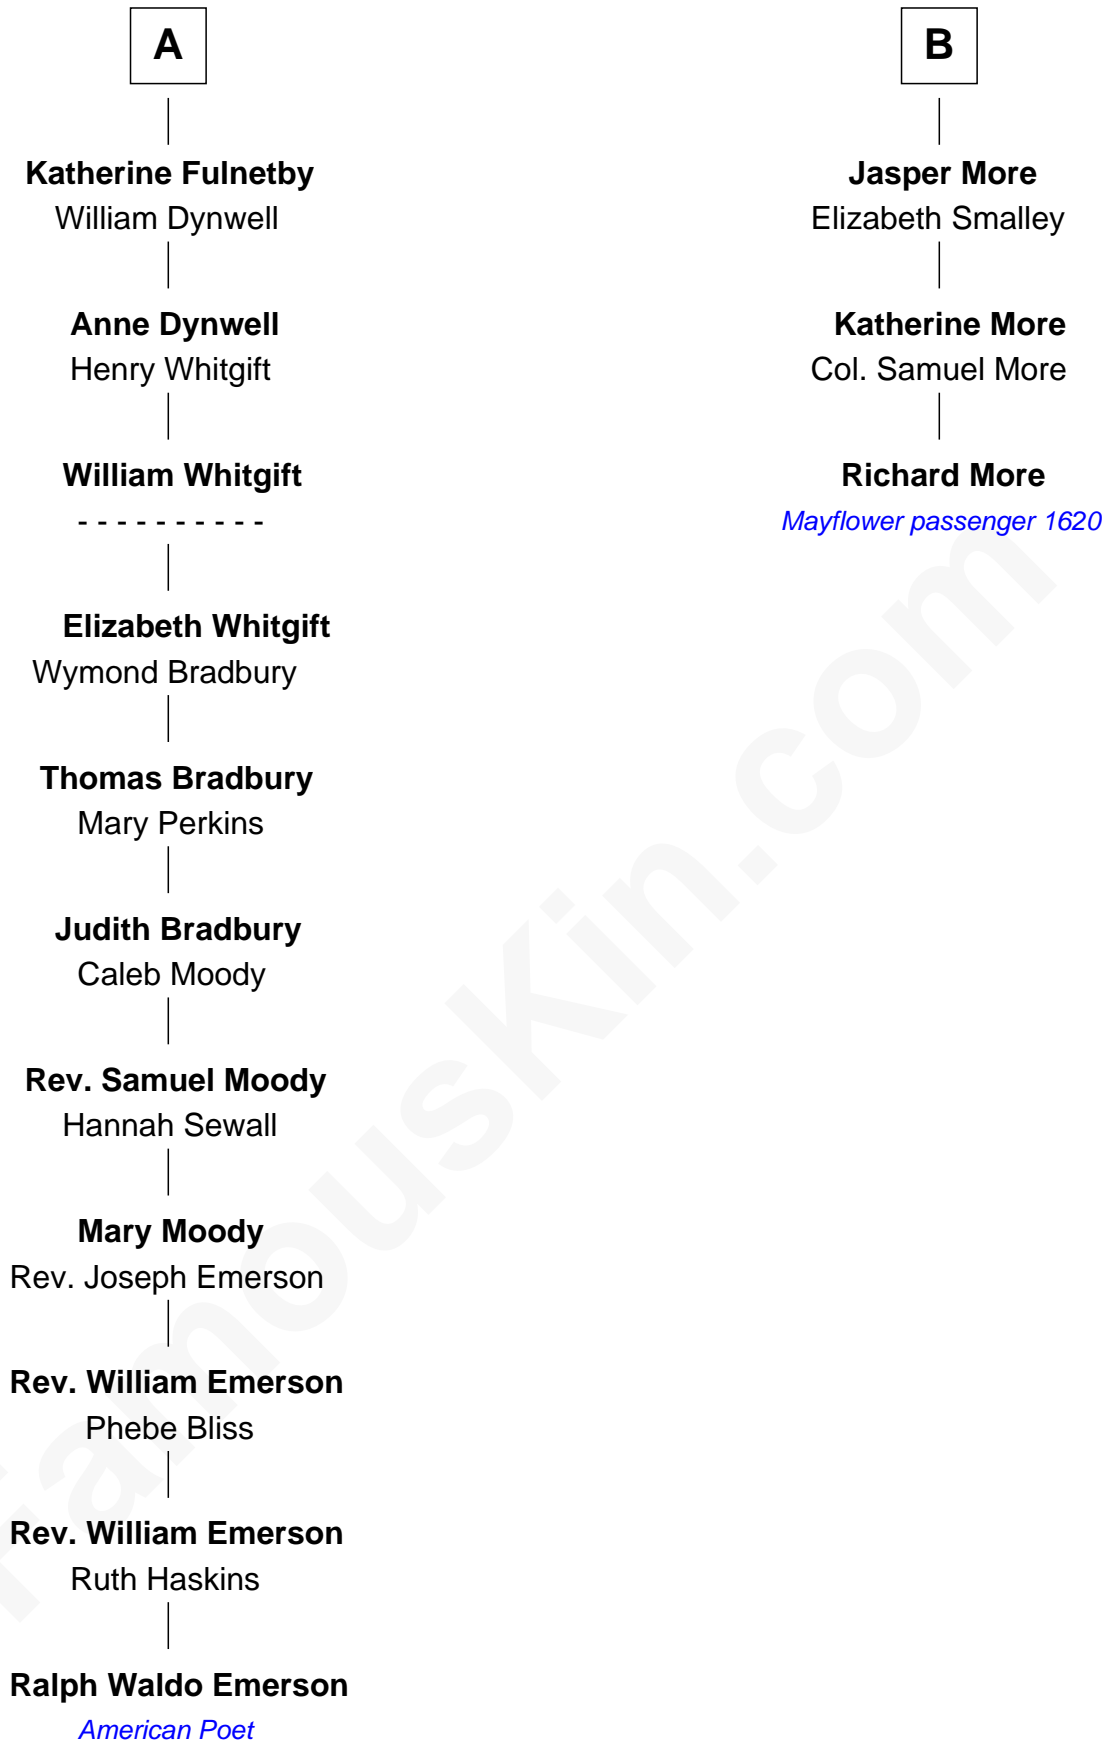 A
B
Katherine Fulnetby
Jasper More
William Dynwell
Elizabeth Smalley
Anne Dynwell
Katherine More
Henry Whitgift
Col. Samuel More
William Whitgift
Richard More
- - - - - - - - - -
Mayflower passenger 1620
Elizabeth Whitgift
Wymond Bradbury
Thomas Bradbury
Mary Perkins
Judith Bradbury
Caleb Moody
Rev. Samuel Moody
Hannah Sewall
Mary Moody
Rev. Joseph Emerson
Rev. William Emerson
Phebe Bliss
Rev. William Emerson
Ruth Haskins
Ralph Waldo Emerson
American Poet
FamousKin.com